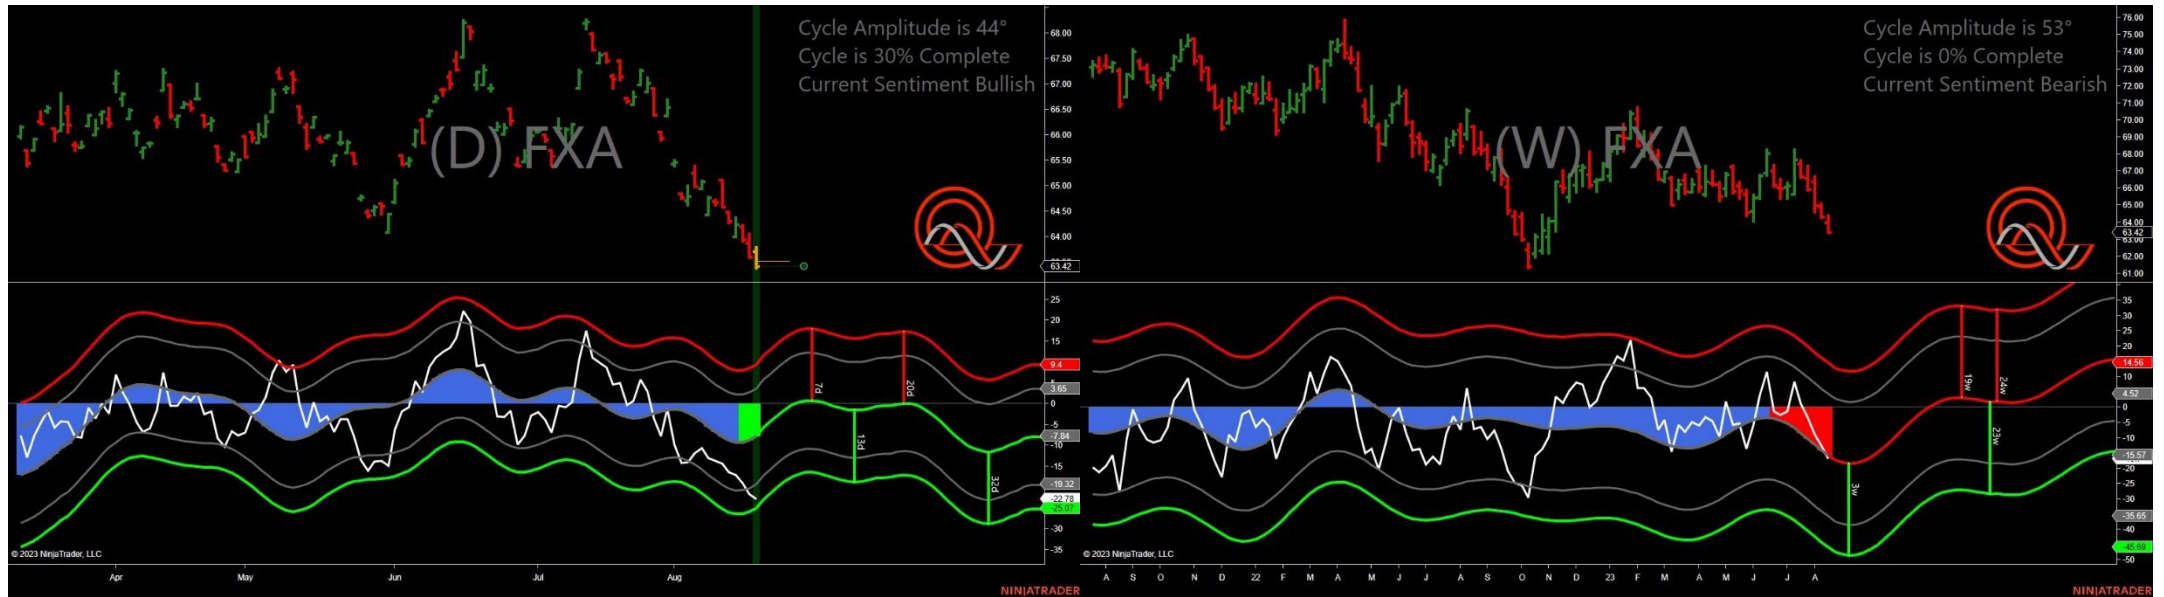 Cycle Amplitude is 44°
Cycle is 30% Complete
Current Sentiment Bullish
(D) FXA
68.00
67.50
67.00
66.50
66.00
65.50
65.00
64.50
64.00
63.42
25
20
15
9.4
3.65
0
-5
-7.84
-10
-15
-19.32
-22.78
-25.07
-30
-35
7d
20d
13d
32d
© 2023 NinjaTrader, LLC
Apr May Jun Jul Aug
NINJATRADER
Cycle Amplitude is 53°
Cycle is 0% Complete
Current Sentiment Bearish
(W) FXA
76.00
75.00
74.00
73.00
72.00
71.00
70.00
69.00
68.00
67.00
66.00
65.00
64.00
63.42
63.00
62.00
61.00
35
30
25
20
14.56
10
4.52
0
-5
-10
-15.57
-20
-25
-30
-35.65
-40
-45.69
-50
19w
24w
23w
3w
© 2023 NinjaTrader, LLC
A S O N D 22 F M A M J J A S O N D 23 F M A M J J A
NINJATRADER